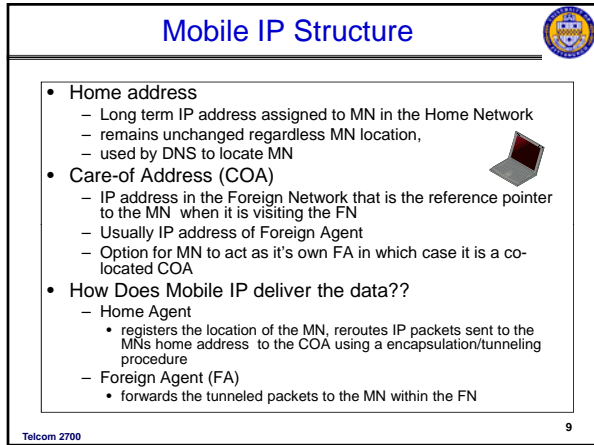 Mobile IP Structure
• Home address
– Long term IP address assigned to MN in the Home Network
– remains unchanged regardless MN location,
– used by DNS to locate MN
• Care-of Address (COA)
– IP address in the Foreign Network that is the reference pointer
to the MN when it is visiting the FN
– Usually IP address of Foreign Agent
– Option for MN to act as it's own FA in which case it is a co-
located COA
• How Does Mobile IP deliver the data??
– Home Agent
• registers the location of the MN, reroutes IP packets sent to the
MNs home address to the COA using a encapsulation/tunneling
procedure
– Foreign Agent (FA)
• forwards the tunneled packets to the MN within the FN
Telcom 2700
9